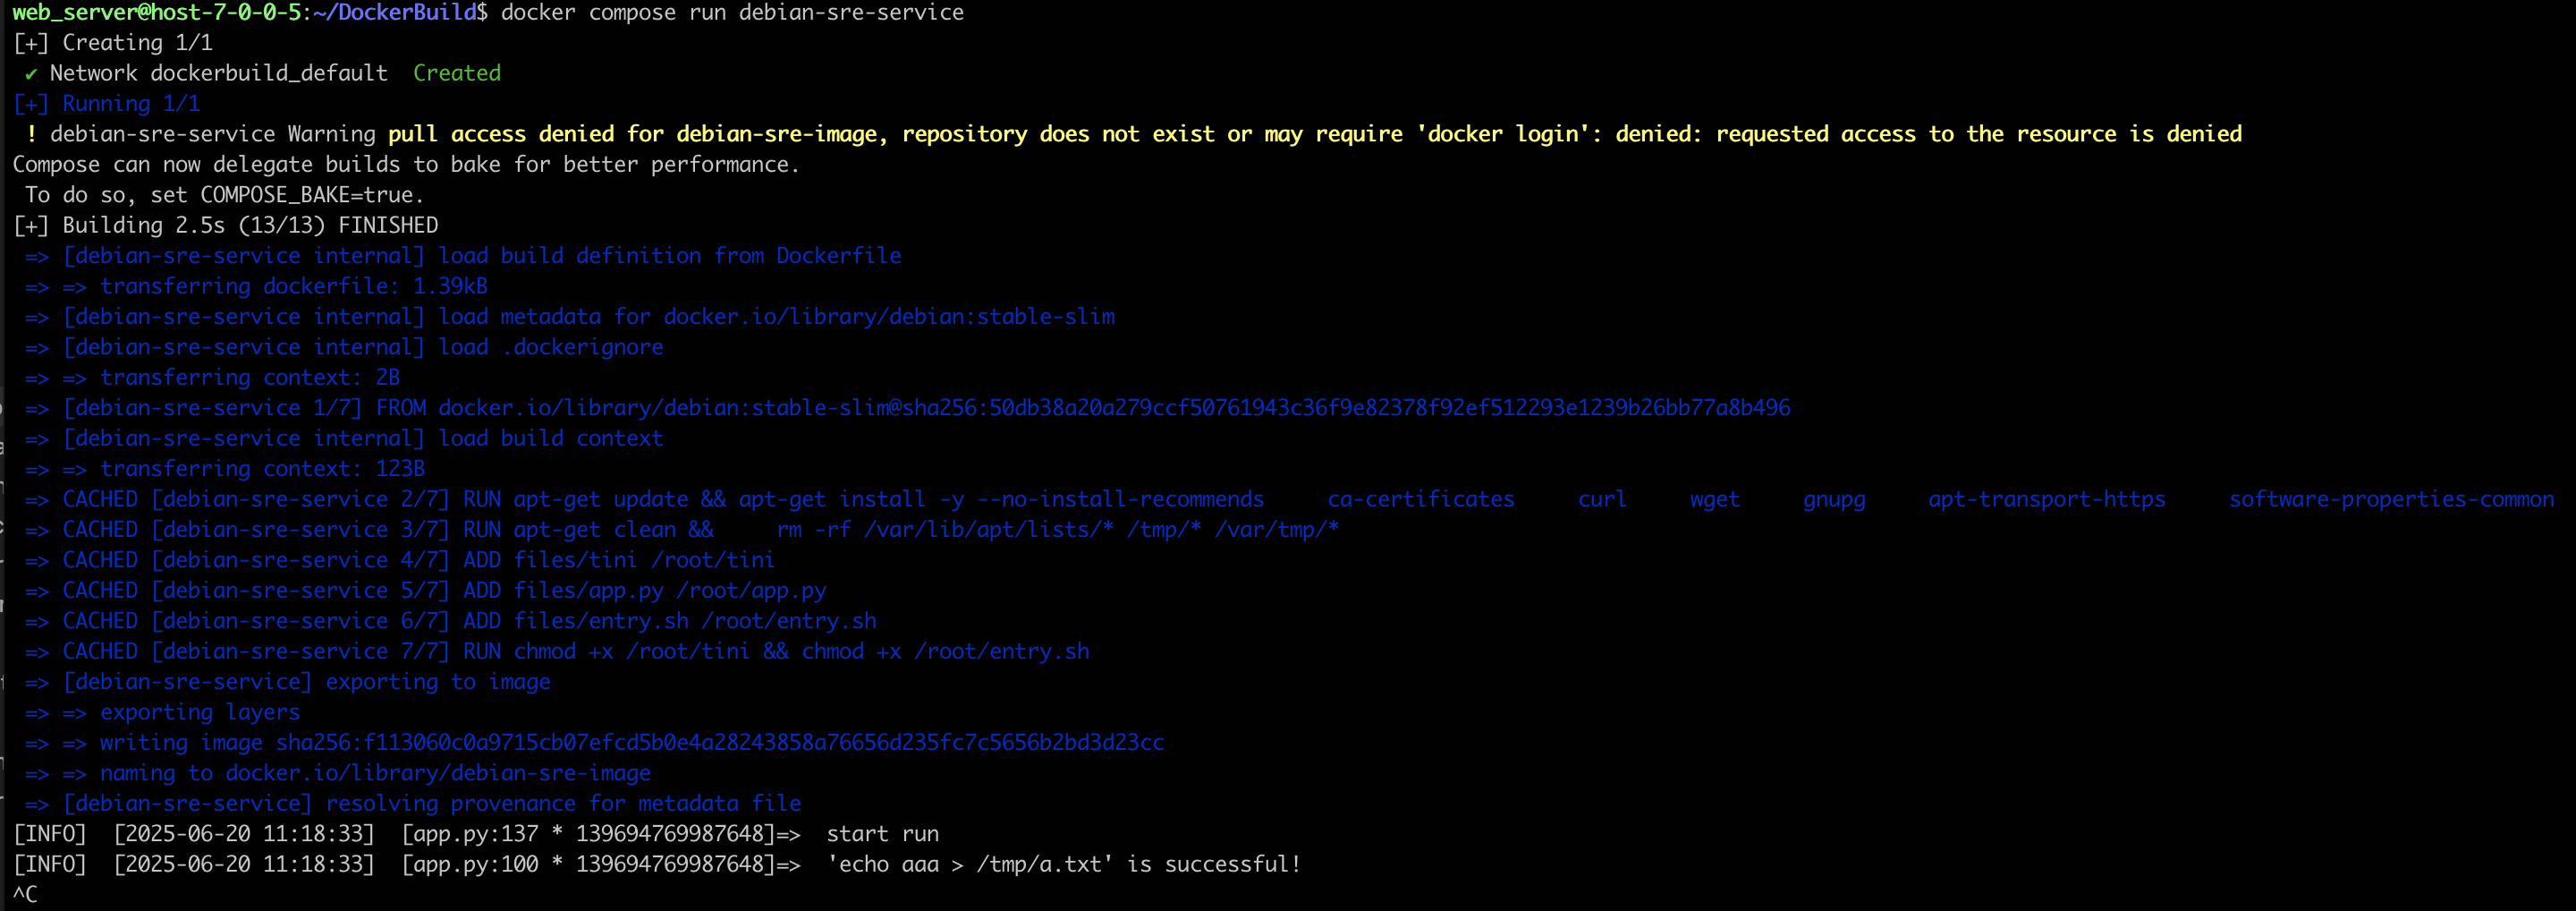 web_server@host-7-0-0-5:~/DockerBuild$ docker compose run debian-sre-service
[+] Creating 1/1
 ✔ Network dockerbuild_default  Created
[+] Running 1/1
 ! debian-sre-service Warning pull access denied for debian-sre-image, repository does not exist or may require 'docker login': denied: requested access to the resource is denied
Compose can now delegate builds to bake for better performance.
 To do so, set COMPOSE_BAKE=true.
[+] Building 2.5s (13/13) FINISHED
 => [debian-sre-service internal] load build definition from Dockerfile
 => => transferring dockerfile: 1.39kB
 => [debian-sre-service internal] load metadata for docker.io/library/debian:stable-slim
 => [debian-sre-service internal] load .dockerignore
 => => transferring context: 2B
 => [debian-sre-service 1/7] FROM docker.io/library/debian:stable-slim@sha256:50db38a20a279ccf50761943c36f9e82378f92ef512293e1239b26bb77a8b496
 => [debian-sre-service internal] load build context
 => => transferring context: 123B
 => CACHED [debian-sre-service 2/7] RUN apt-get update && apt-get install -y --no-install-recommends     ca-certificates     curl     wget     gnupg     apt-transport-https     software-properties-common
 => CACHED [debian-sre-service 3/7] RUN apt-get clean &&     rm -rf /var/lib/apt/lists/* /tmp/* /var/tmp/*
 => CACHED [debian-sre-service 4/7] ADD files/tini /root/tini
 => CACHED [debian-sre-service 5/7] ADD files/app.py /root/app.py
 => CACHED [debian-sre-service 6/7] ADD files/entry.sh /root/entry.sh
 => CACHED [debian-sre-service 7/7] RUN chmod +x /root/tini && chmod +x /root/entry.sh
 => [debian-sre-service] exporting to image
 => => exporting layers
 => => writing image sha256:f113060c0a9715cb07efcd5b0e4a28243858a76656d235fc7c5656b2bd3d23cc
 => => naming to docker.io/library/debian-sre-image
 => [debian-sre-service] resolving provenance for metadata file
[INFO]  [2025-06-20 11:18:33]  [app.py:137 * 139694769987648]=>  start run
[INFO]  [2025-06-20 11:18:33]  [app.py:100 * 139694769987648]=>  'echo aaa > /tmp/a.txt' is successful!
^C